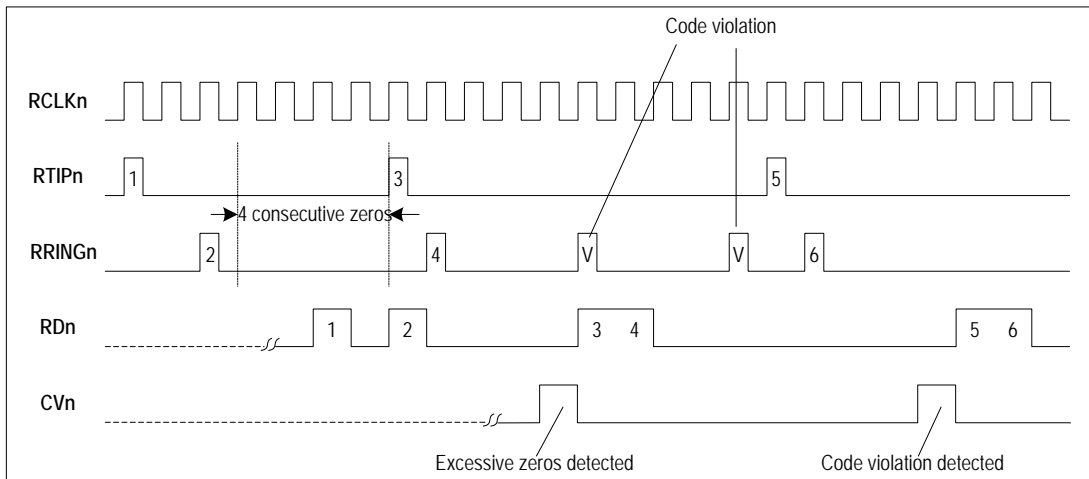 Code violation
RCLKn
RTIPn
1
3
5
4 consecutive zeros
RRINGn
2
4
V
V
6
RDn
1
2
3 4
5 6
CVn
Excessive zeros detected
Code violation detected